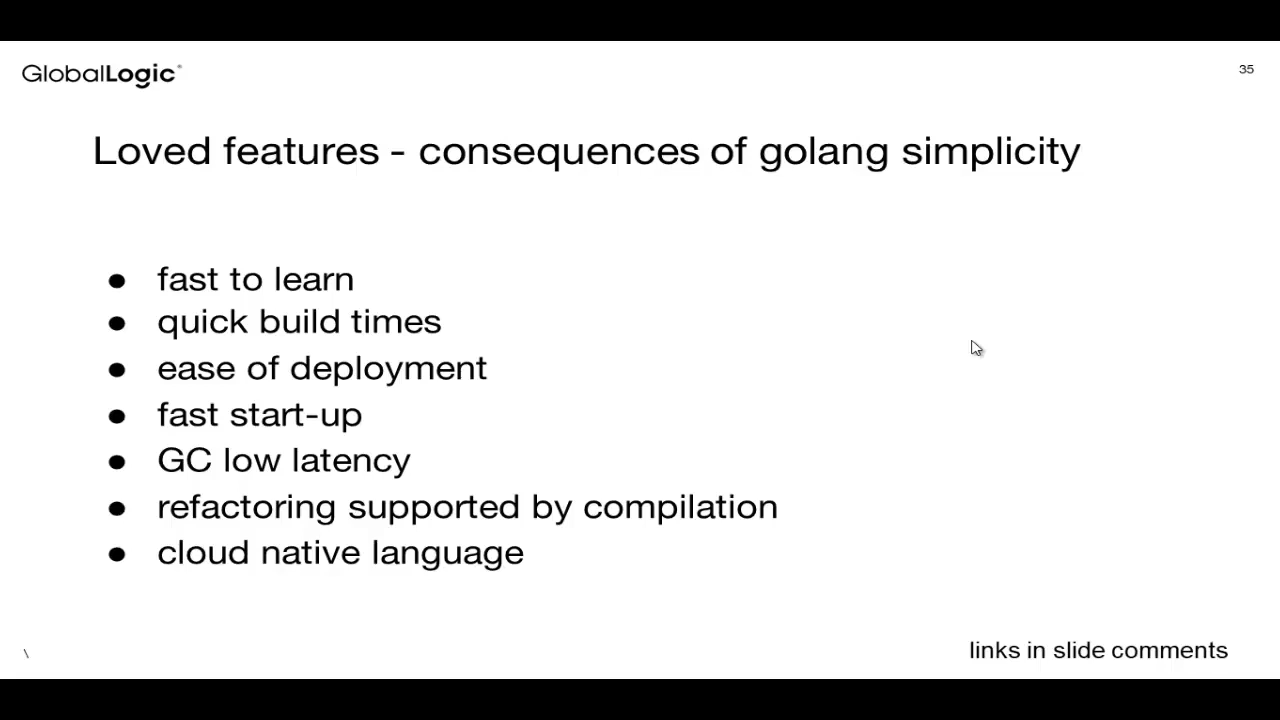 GlobalLogic®
35
Loved features - consequences of golang simplicity
● fast to learn
● quick build times
● ease of deployment
● fast start-up
● GC low latency
● refactoring supported by compilation
● cloud native language
\
links in slide comments